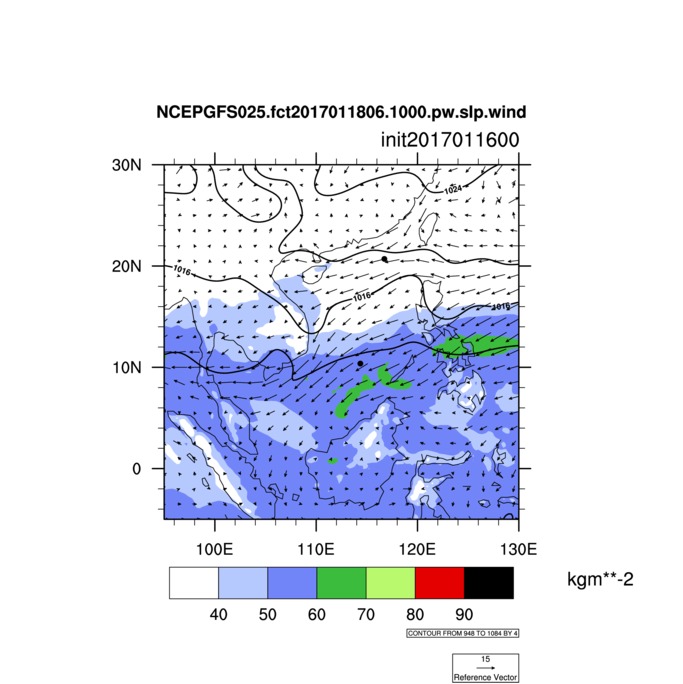 NCEPGFS025.fct2017011806.1000.pw.slp.wind
init2017011600
30N
1024
20N
1016
1016
1016
10N
0
100E 110E 120E 130E
kgm**-2
40 50 60 70 80 90
CONTOUR FROM 948 TO 1084 BY 4
15
Reference Vector